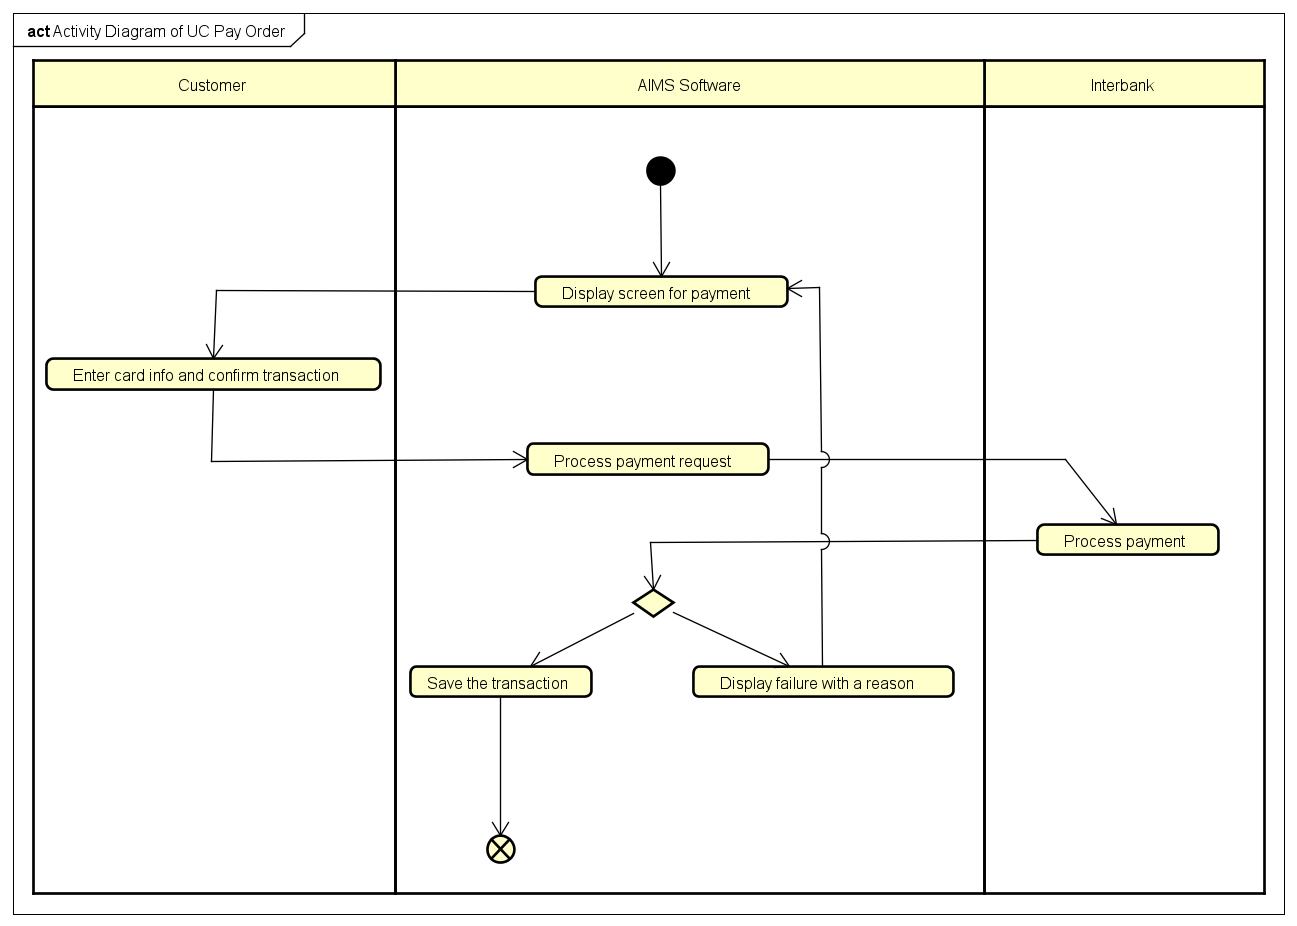 act Activity Diagram of UC Pay Order
Customer
AIMS Software
Interbank
Display screen for payment
Enter card info and confirm transaction
Process payment request
Process payment
Save the transaction
Display failure with a reason